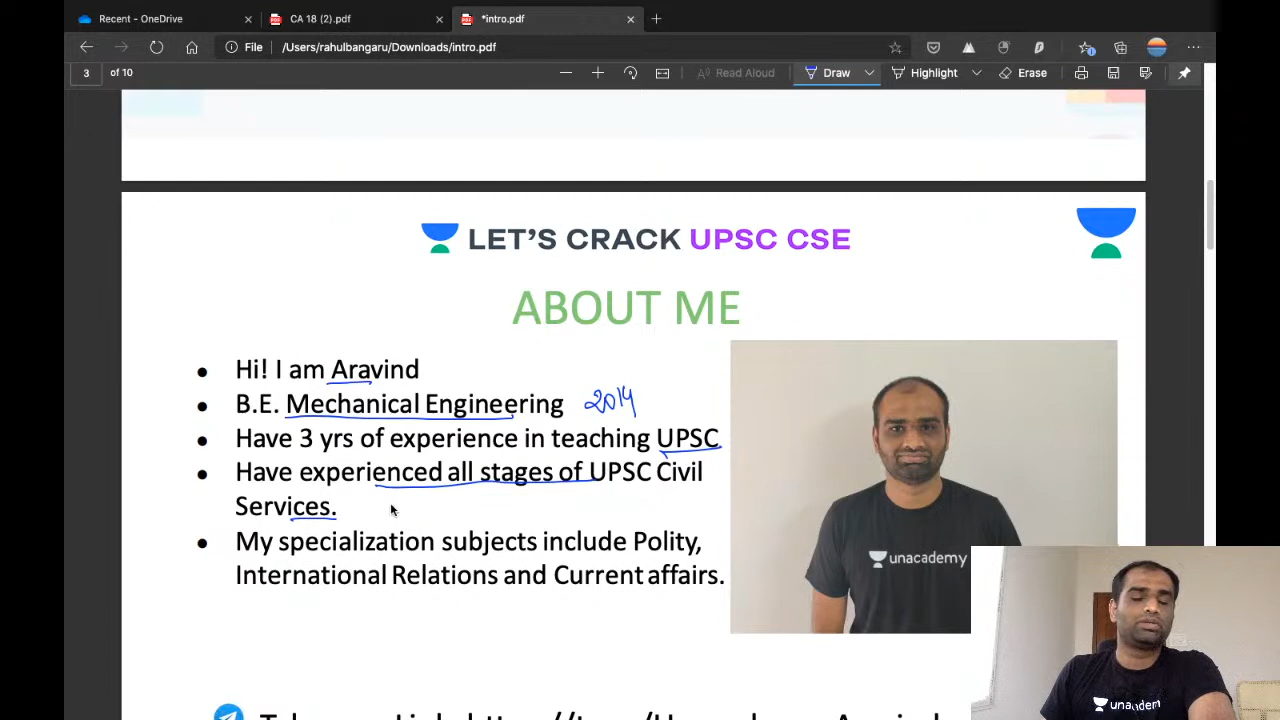 Recent - OneDrive
CA 18 (2).pdf
*intro.pdf
File
/Users/rahulbangaru/Downloads/intro.pdf
3 of 10
Read Aloud
Draw
Highlight
Erase
LET'S CRACK UPSC CSE
ABOUT ME
● Hi! I am Aravind
● B.E. Mechanical Engineering 2014
● Have 3 yrs of experience in teaching UPSC
● Have experienced all stages of UPSC Civil
Services.
● My specialization subjects include Polity,
International Relations and Current affairs.
unacademy
unacadem